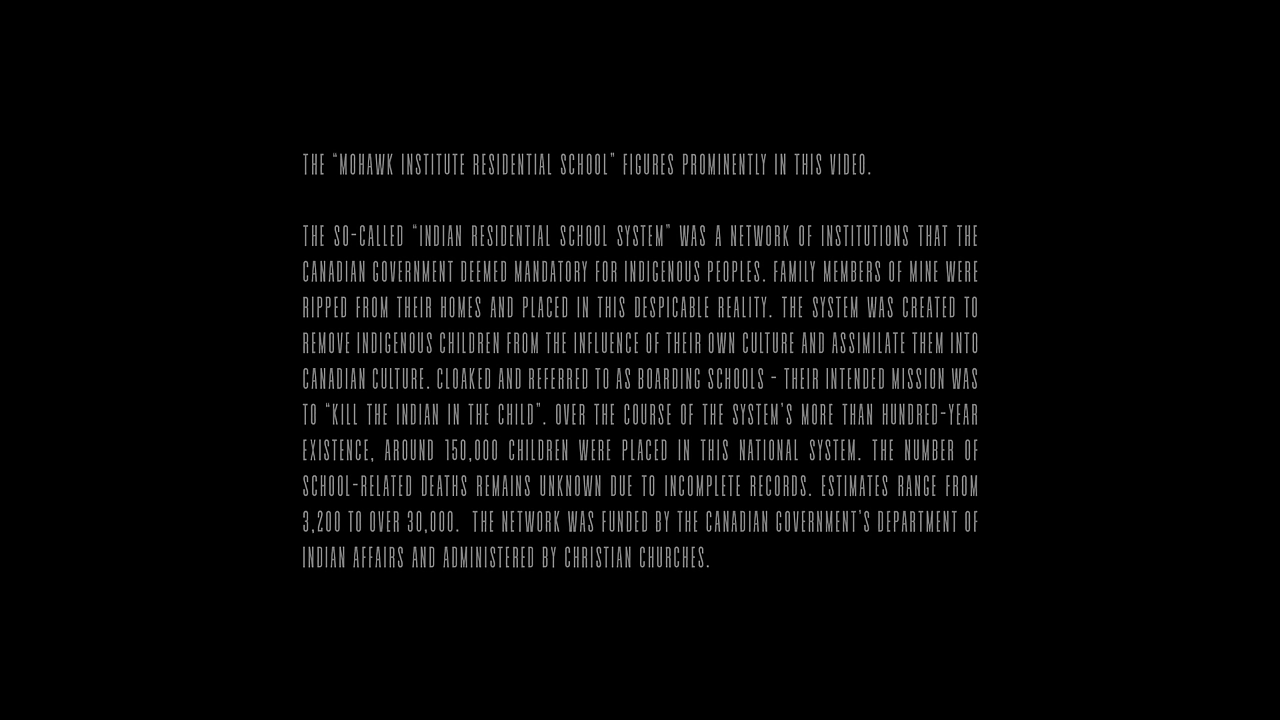 THE “MOHAWK INSTITUTE RESIDENTIAL SCHOOL” FIGURES PROMINENTLY IN THIS VIDEO.
THE SO-CALLED “INDIAN RESIDENTIAL SCHOOL SYSTEM” WAS A NETWORK OF INSTITUTIONS THAT THE
CANADIAN GOVERNMENT DEEMED MANDATORY FOR INDIGENOUS PEOPLES. FAMILY MEMBERS OF MINE WERE
RIPPED FROM THEIR HOMES AND PLACED IN THIS DESPICABLE REALITY. THE SYSTEM WAS CREATED TO
REMOVE INDIGENOUS CHILDREN FROM THE INFLUENCE OF THEIR OWN CULTURE AND ASSIMILATE THEM INTO
CANADIAN CULTURE. CLOAKED AND REFERRED TO AS BOARDING SCHOOLS - THEIR INTENDED MISSION WAS
TO “KILL THE INDIAN IN THE CHILD”. OVER THE COURSE OF THE SYSTEM'S MORE THAN HUNDRED-YEAR
EXISTENCE, AROUND 150,000 CHILDREN WERE PLACED IN THIS NATIONAL SYSTEM. THE NUMBER OF
SCHOOL-RELATED DEATHS REMAINS UNKNOWN DUE TO INCOMPLETE RECORDS. ESTIMATES RANGE FROM
3,200 TO OVER 30,000. THE NETWORK WAS FUNDED BY THE CANADIAN GOVERNMENT'S DEPARTMENT OF
INDIAN AFFAIRS AND ADMINISTERED BY CHRISTIAN CHURCHES.